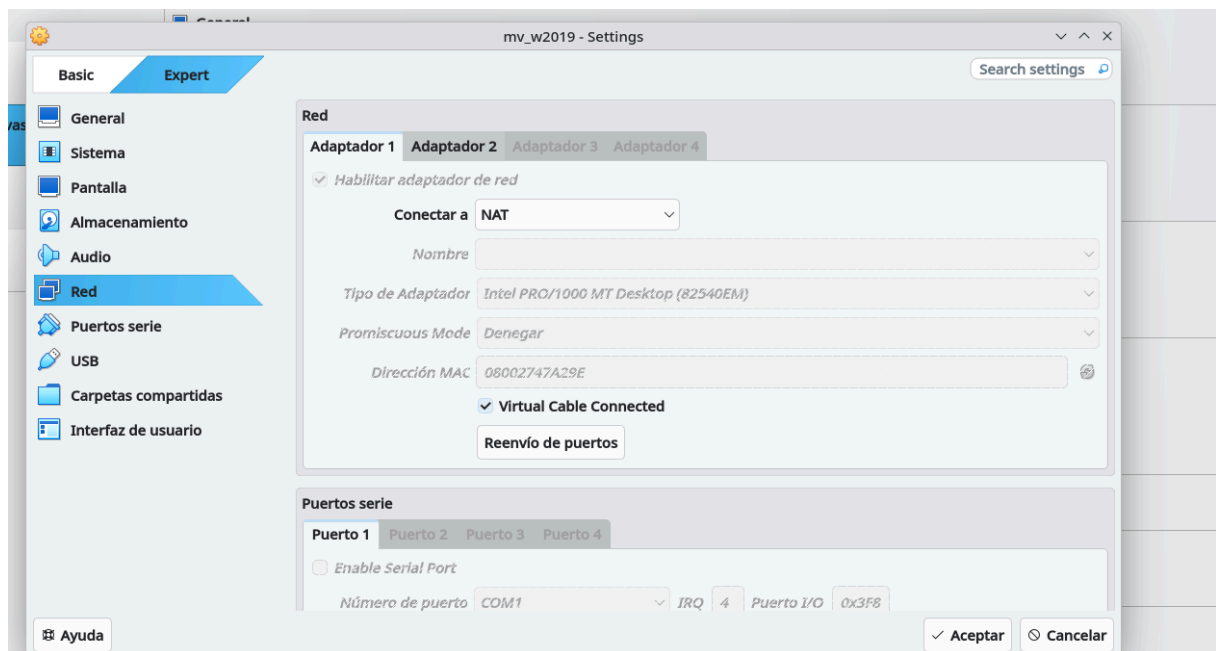 General
mv_w2019 - Settings
Basic
Expert
Search settings
General
Sistema
Pantalla
Almacenamiento
Audio
Red
Puertos serie
USB
Carpetas compartidas
Interfaz de usuario
Red
Adaptador 1 Adaptador 2 Adaptador 3 Adaptador 4
Habilitar adaptador de red
Conectar a NAT
Nombre
Tipo de Adaptador Intel PRO/1000 MT Desktop (82540EM)
Promiscuous Mode Denegar
Dirección MAC 08002747A29E
Virtual Cable Connected
Reenvío de puertos
Puertos serie
Puerto 1 Puerto 2 Puerto 3 Puerto 4
Enable Serial Port
Número de puerto COM1 IRQ 4 Puerto I/O 0x3F8
Ayuda
Aceptar
Cancelar